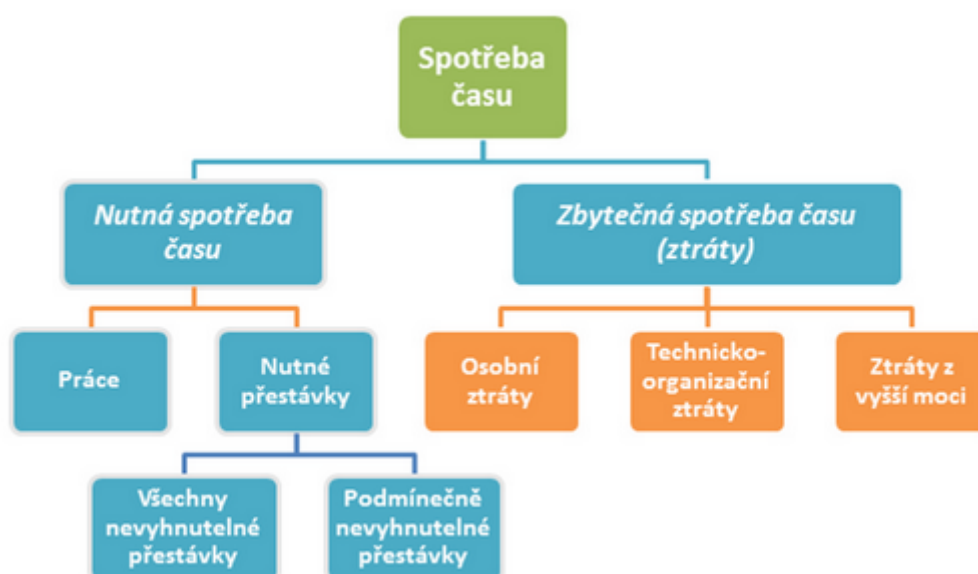 Spotřeba
času
Nutná spotřeba
času
Zbytečná spotřeba času
(ztráty)
Práce
Nutné
přestávky
Osobní
ztráty
Technicko-
organizační
ztráty
Ztráty z
vyšší moci
Všechny
nevyhnutelné
přestávky
Podmínečně
nevyhnutelné
přestávky